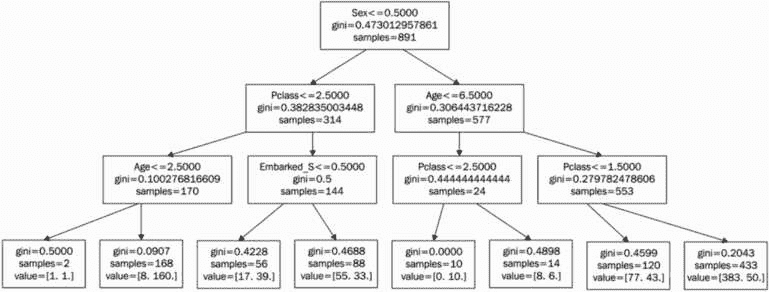 Sex<=0.5000
gini=0.473012957861
samples=891
Pclass<=2.5000
gini=0.382835003448
samples=314
Age<=6.5000
gini=0.306443716228
samples=577
Age<=2.5000
gini=0.100276816609
samples=170
Embarked_S<=0.5000
gini=0.5
samples=144
Pclass<=2.5000
gini=0.444444444444
samples=24
Pclass<=1.5000
gini=0.279782478606
samples=553
gini=0.5000
samples=2
value=[1. 1.]
gini=0.0907
samples=168
value=[8. 160.]
gini=0.4228
samples=56
value=[17. 39.]
gini=0.4688
samples=88
value=[55. 33.]
gini=0.0000
samples=10
value=[0. 10.]
gini=0.4898
samples=14
value=[8. 6.]
gini=0.4599
samples=120
value=[77. 43.]
gini=0.2043
samples=433
value=[383. 50.]